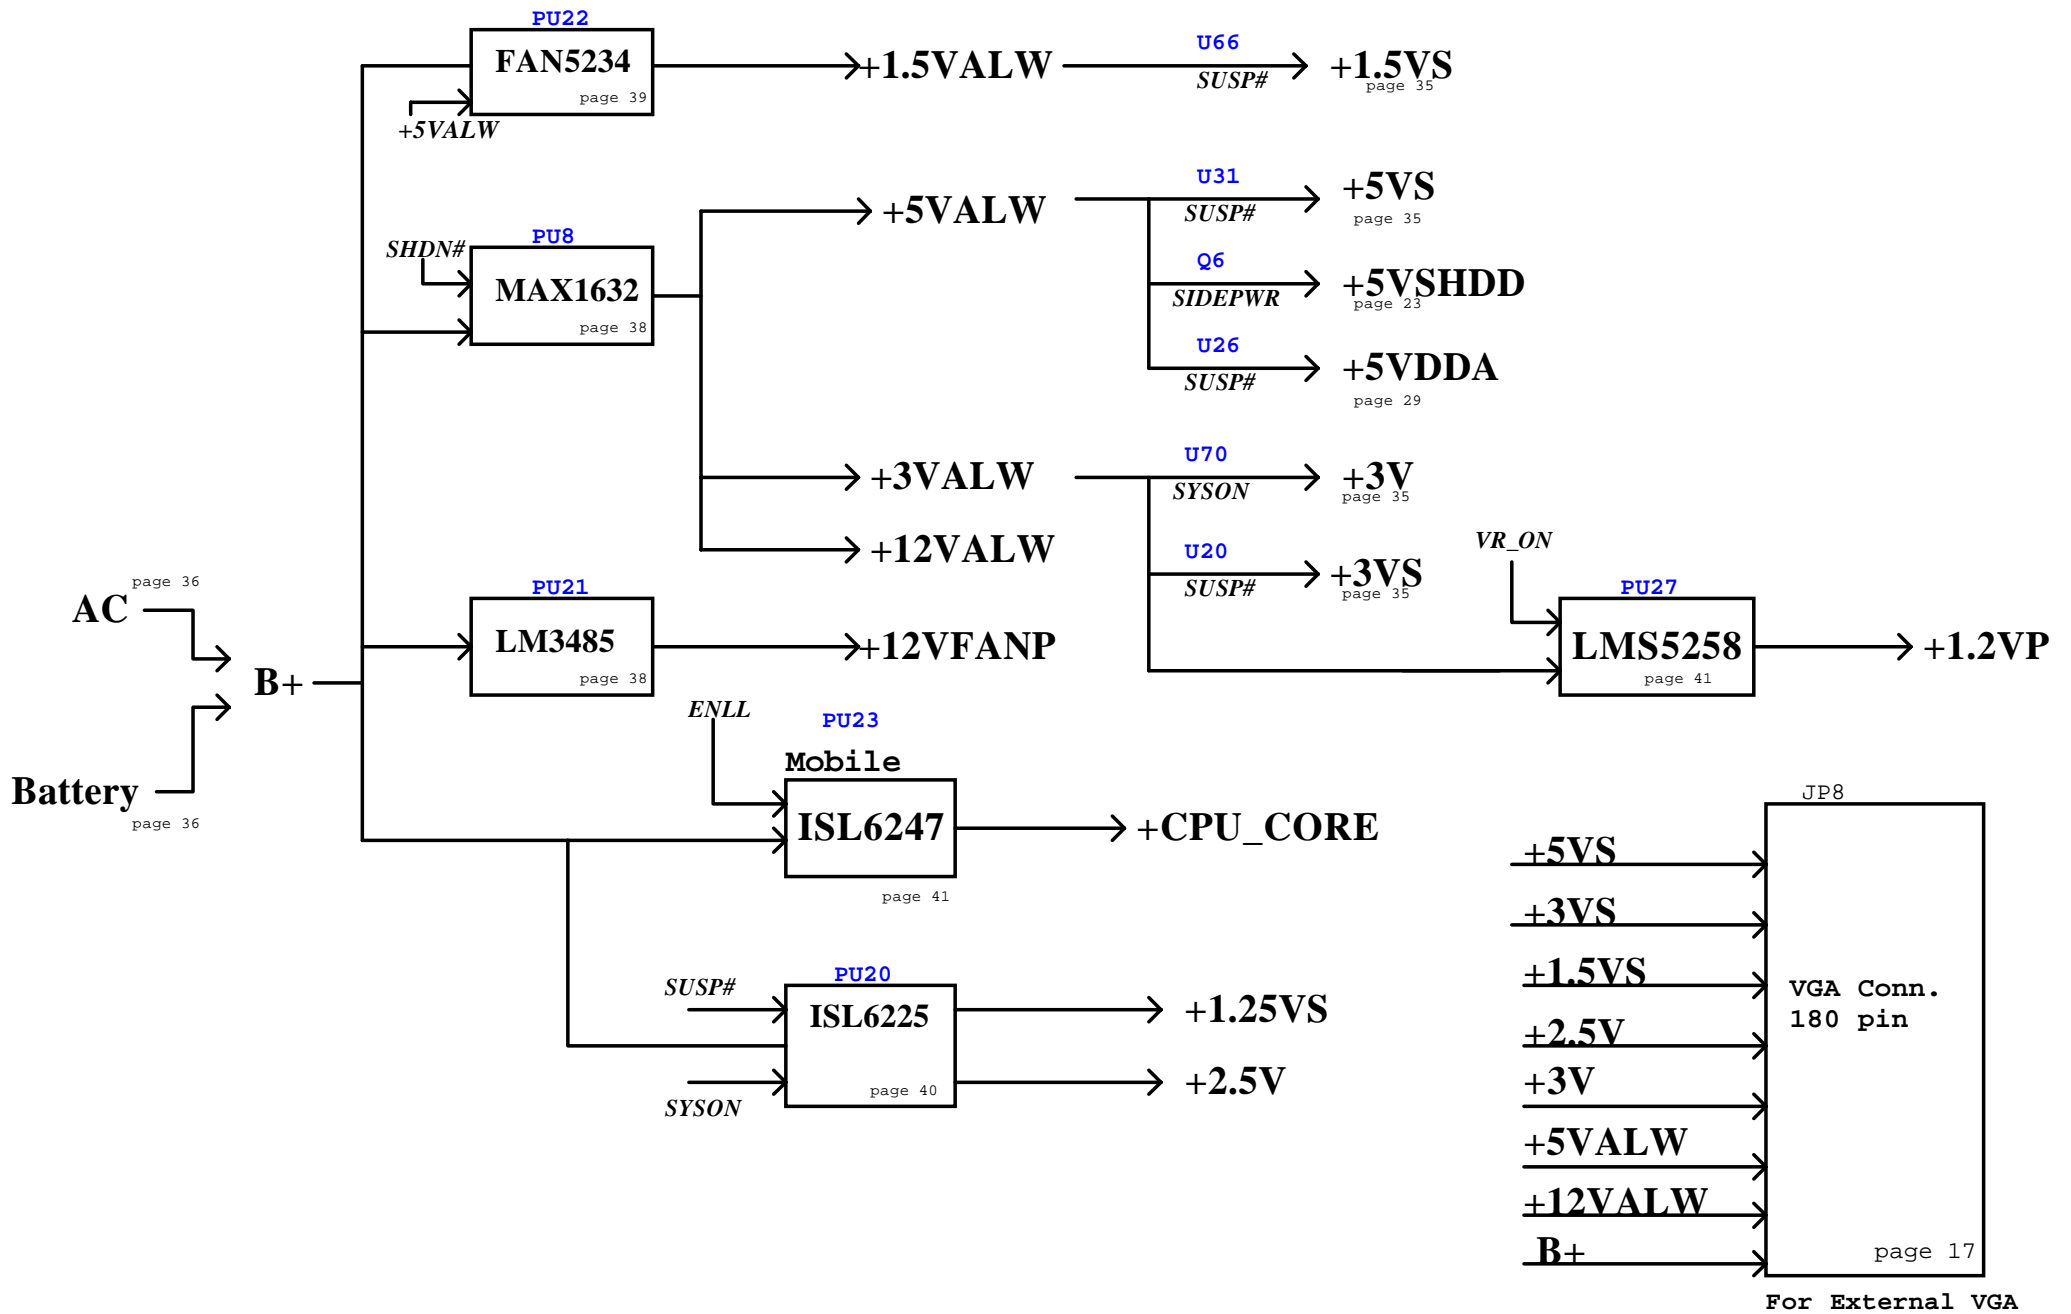 PU22
FAN5234
page 39
+5VALW
+1.5VALW
U66
SUSP#
+1.5VS
page 35
SHDN#
PU8
MAX1632
page 38
+5VALW
U31
SUSP#
+5VS
page 35
Q6
SIDEPWR
+5VSHDD
page 23
U26
SUSP#
+5VDDA
page 29
+3VALW
U70
SYSON
+3V
page 35
+12VALW
U20
SUSP#
+3VS
page 35
VR_ON
PU27
LMS5258
page 41
+1.2VP
page 36
AC
B+
Battery
page 36
PU21
LM3485
page 38
+12VFANP
ENLL
PU23
Mobile
ISL6247
page 41
+CPU_CORE
SUSP#
PU20
ISL6225
page 40
SYSON
+1.25VS
+2.5V
JP8
+5VS
+3VS
+1.5VS
+2.5V
+3V
+5VALW
+12VALW
B+
VGA Conn.
180 pin
page 17
For External VGA